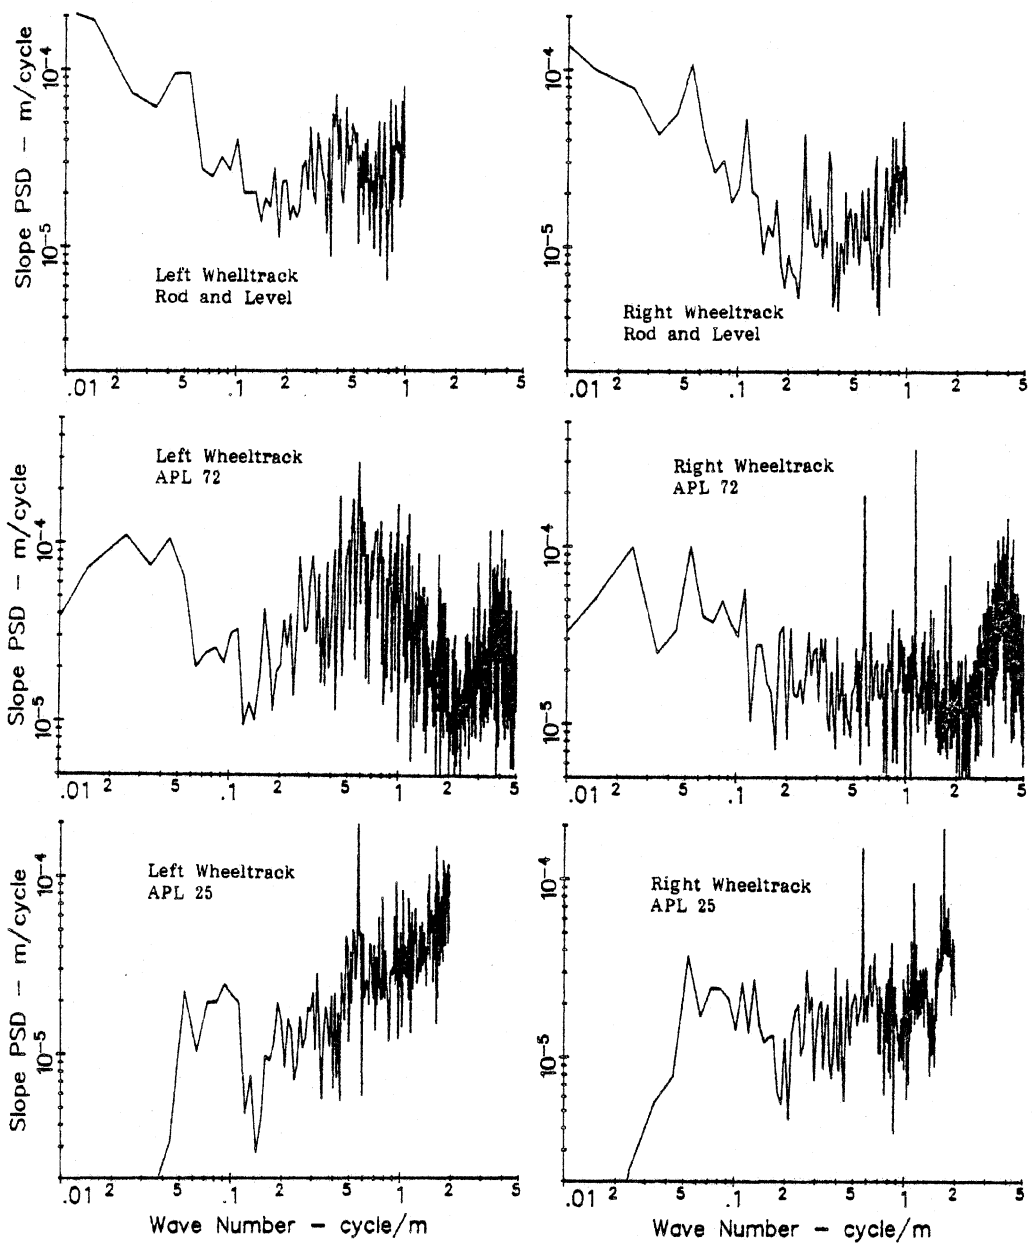 Slope PSD — m/cycle
10⁻⁴
10⁻⁵
Left Whelltrack
Rod and Level
.01 2 5 .1 2 5 1 2 5
10⁻⁴
10⁻⁵
Right Wheeltrack
Rod and Level
.01 2 5 .1 2 5 1 2 5
Slope PSD — m/cycle
10⁻⁴
10⁻⁵
Left Wheeltrack
APL 72
.01 2 5 .1 2 5 1 2 5
10⁻⁴
10⁻⁵
Right Wheeltrack
APL 72
.01 2 5 .1 2 5 1 2 5
Slope PSD — m/cycle
10⁻⁴
10⁻⁵
Left Wheeltrack
APL 25
.01 2 5 .1 2 5 1 2 5
Wave Number — cycle/m
10⁻⁴
10⁻⁵
Right Wheeltrack
APL 25
.01 2 5 .1 2 5 1 2 5
Wave Number — cycle/m